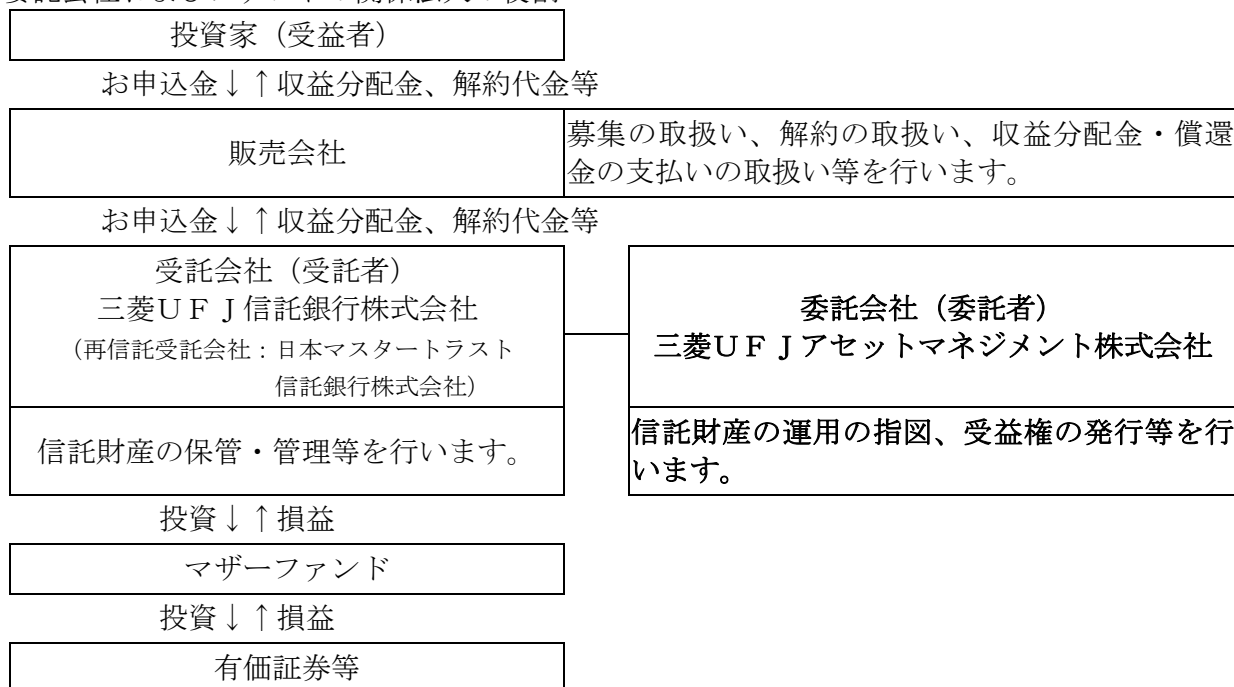 投資家（受益者）
お申込金↓↑収益分配金、解約代金等
販売会社
募集の取扱い、解約の取扱い、収益分配金・償還
金の支払いの取扱い等を行います。
お申込金↓↑収益分配金、解約代金等
受託会社（受託者）
三菱ＵＦＪ信託銀行株式会社
（再信託受託会社：日本マスタートラスト
信託銀行株式会社）
委託会社（委託者）
三菱ＵＦＪアセットマネジメント株式会社
信託財産の保管・管理等を行います。
信託財産の運用の指図、受益権の発行等を行
います。
投資↓↑損益
マザーファンド
投資↓↑損益
有価証券等